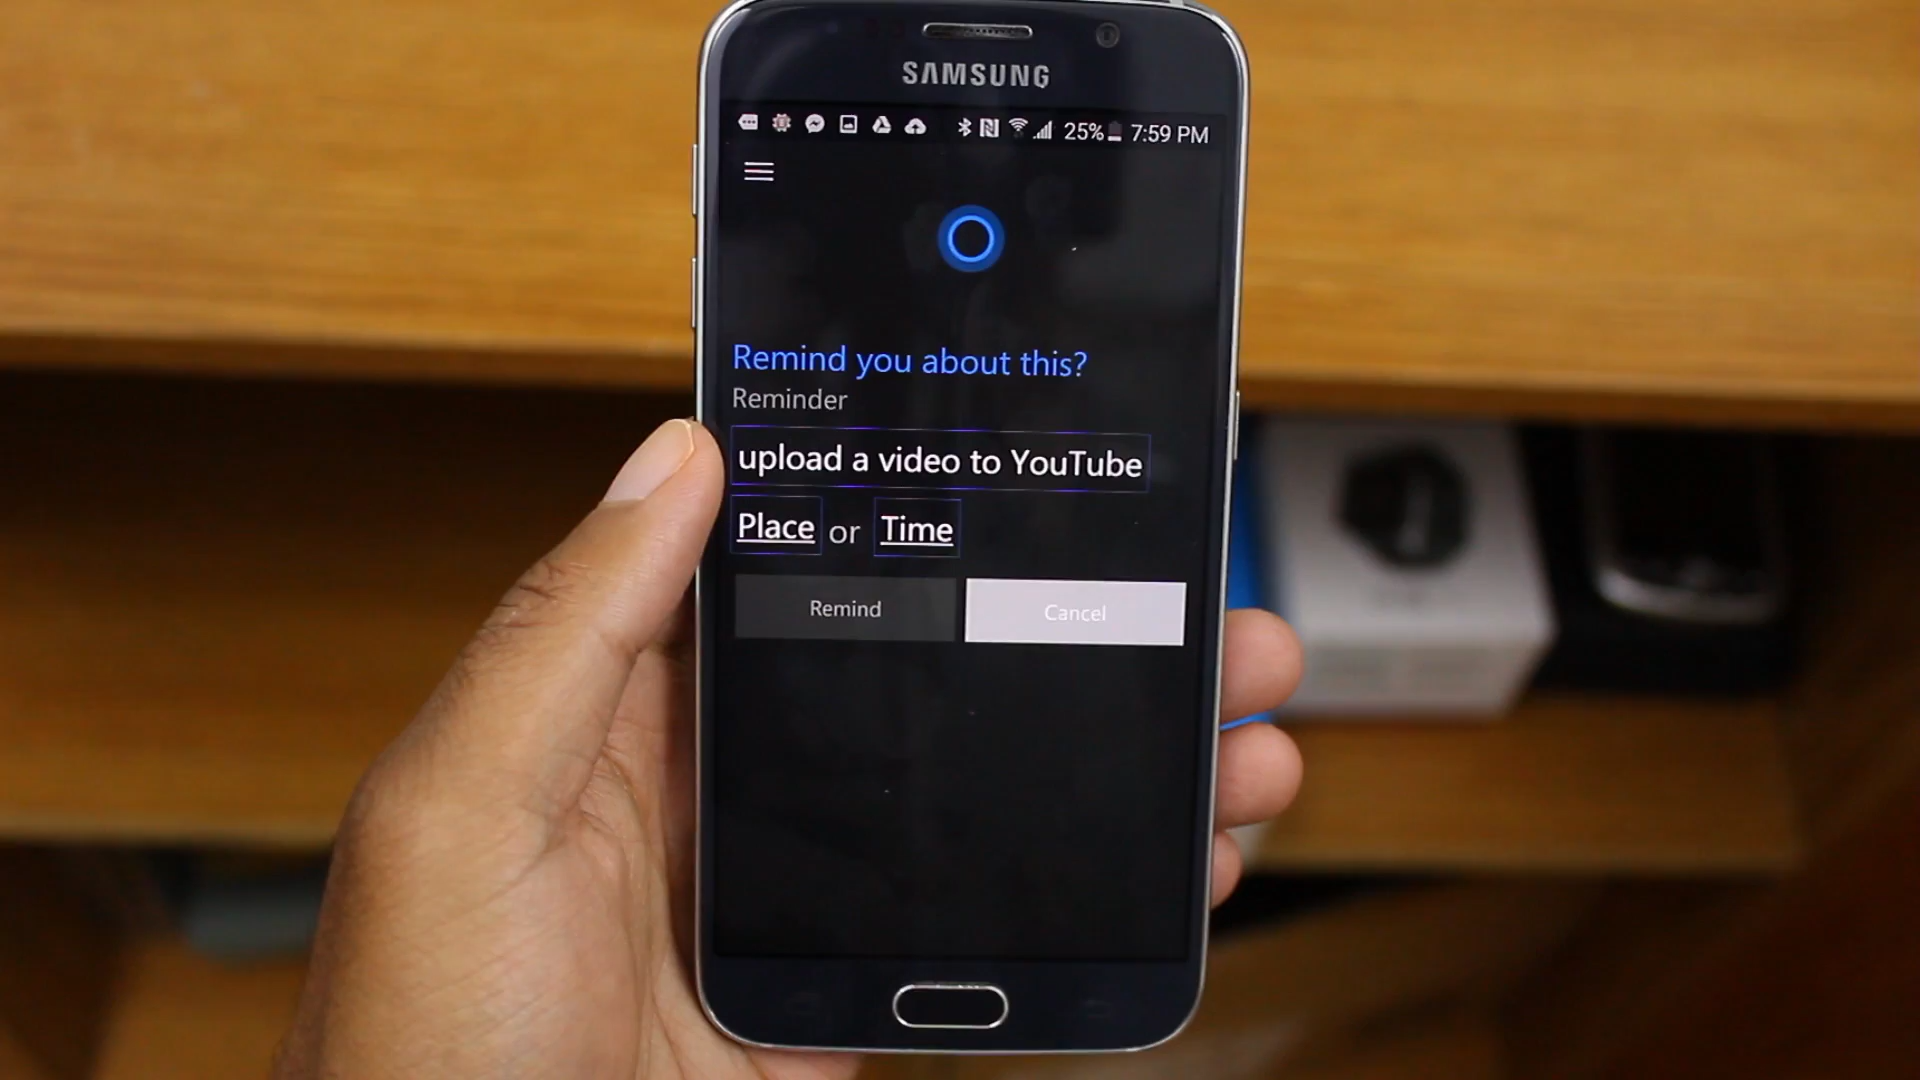 SAMSUNG
25% 7:59 PM
Remind you about this?
Reminder
upload a video to YouTube
Place or Time
Remind Cancel